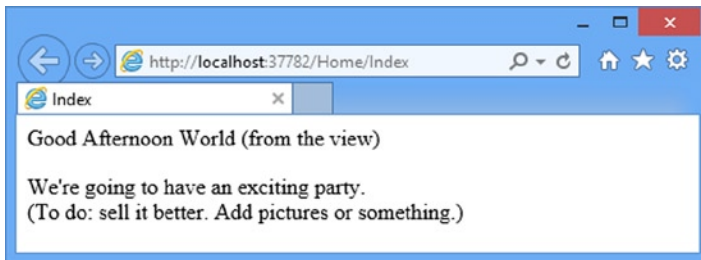 http://localhost:37782/Home/Index
Index
Good Afternoon World (from the view)
We're going to have an exciting party.
(To do: sell it better. Add pictures or something.)